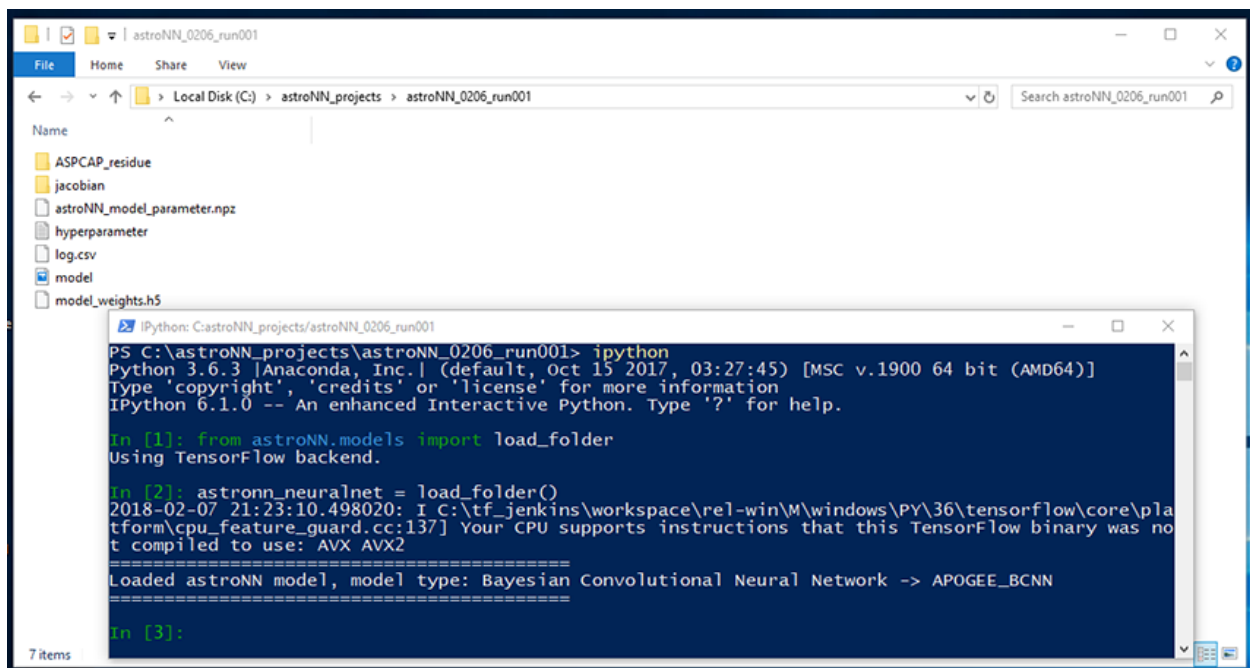 astroNN_0206_run001
File Home Share View
> Local Disk (C:) > astroNN_projects > astroNN_0206_run001
Search astroNN_0206_run001
Name
ASPCAP_residue
jacobian
astroNN_model_parameter.npz
hyperparameter
log.csv
model
model_weights.h5
IPython: C:astroNN_projects/astroNN_0206_run001
PS C:\astroNN_projects\astroNN_0206_run001> ipython
Python 3.6.3 |Anaconda, Inc.| (default, Oct 15 2017, 03:27:45) [MSC v.1900 64 bit (AMD64)]
Type 'copyright', 'credits' or 'license' for more information
IPython 6.1.0 -- An enhanced Interactive Python. Type '?' for help.
In [1]: from astroNN.models import load_folder
Using TensorFlow backend.
In [2]: astronn_neuralnet = load_folder()
2018-02-07 21:23:10.498020: I C:\tf_jenkins\workspace\rel-win\M\windows\PY\36\tensorflow\core\pla
tform\cpu_feature_guard.cc:137] Your CPU supports instructions that this TensorFlow binary was no
t compiled to use: AVX AVX2
==========================================
Loaded astroNN model, model type: Bayesian Convolutional Neural Network -> APOGEE_BCNN
==========================================
In [3]:
7 items